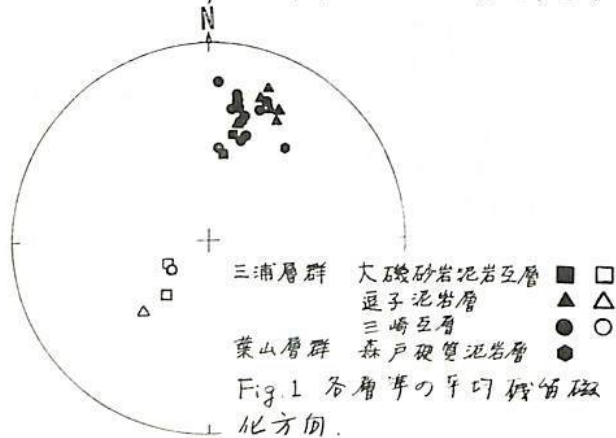 N
三浦層群 大磯砂岩泥岩互層
逗子泥岩層
三崎互層
葉山層群 森戸硬質泥岩層
Fig.1 各層準の平均残留磁
化方向.